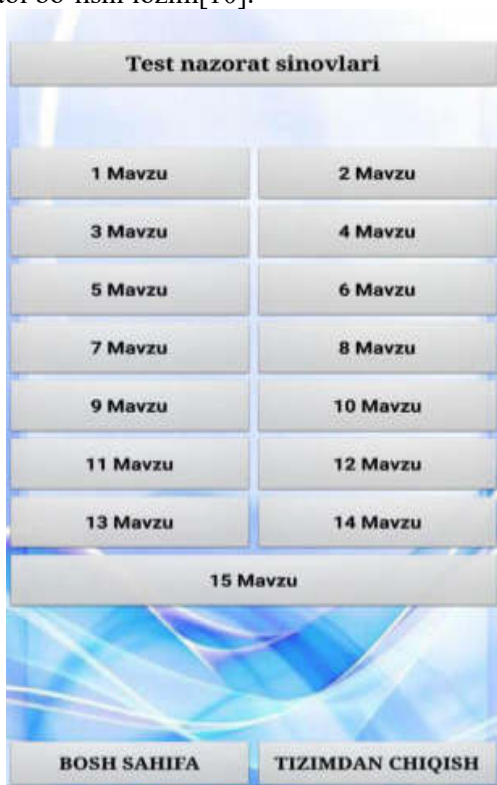 Test nazorat sinovlari
1 Mavzu 2 Mavzu
3 Mavzu 4 Mavzu
5 Mavzu 6 Mavzu
7 Mavzu 8 Mavzu
9 Mavzu 10 Mavzu
11 Mavzu 12 Mavzu
13 Mavzu 14 Mavzu
15 Mavzu
BOSH SAHIFA TIZIMDAN CHIQISH